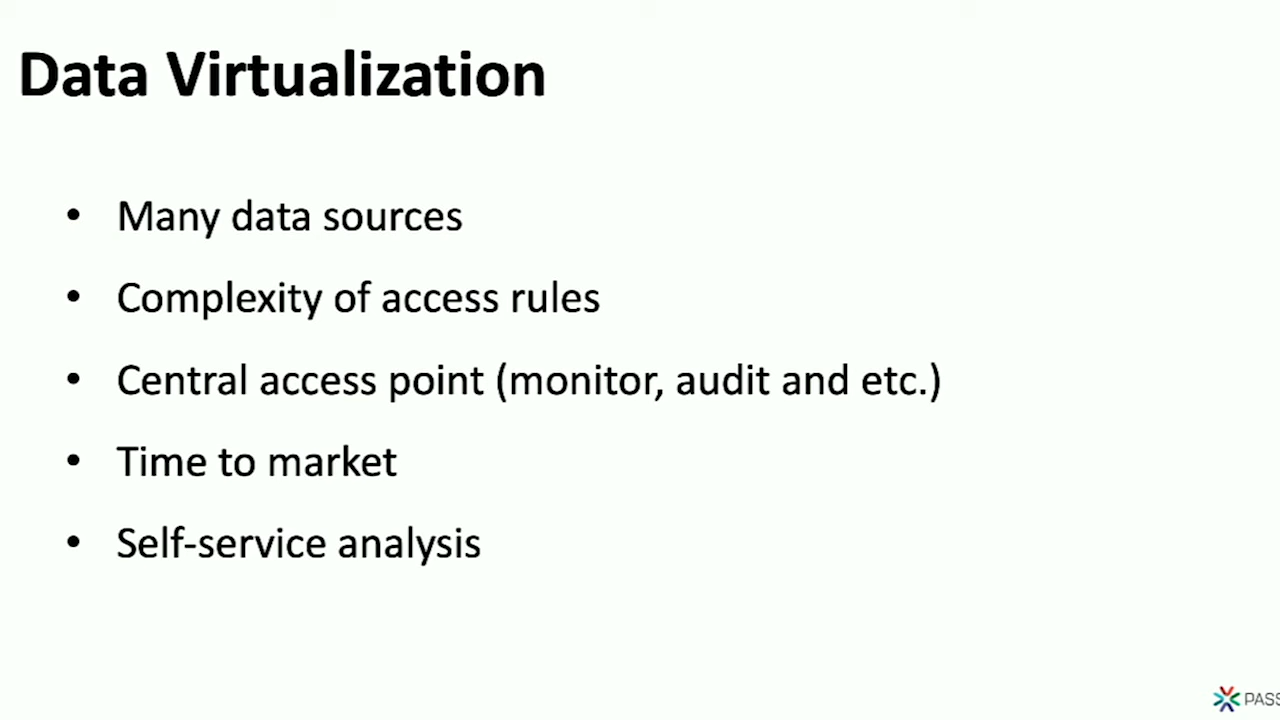 Data Virtualization
• Many data sources
• Complexity of access rules
• Central access point (monitor, audit and etc.)
• Time to market
• Self-service analysis
PASS